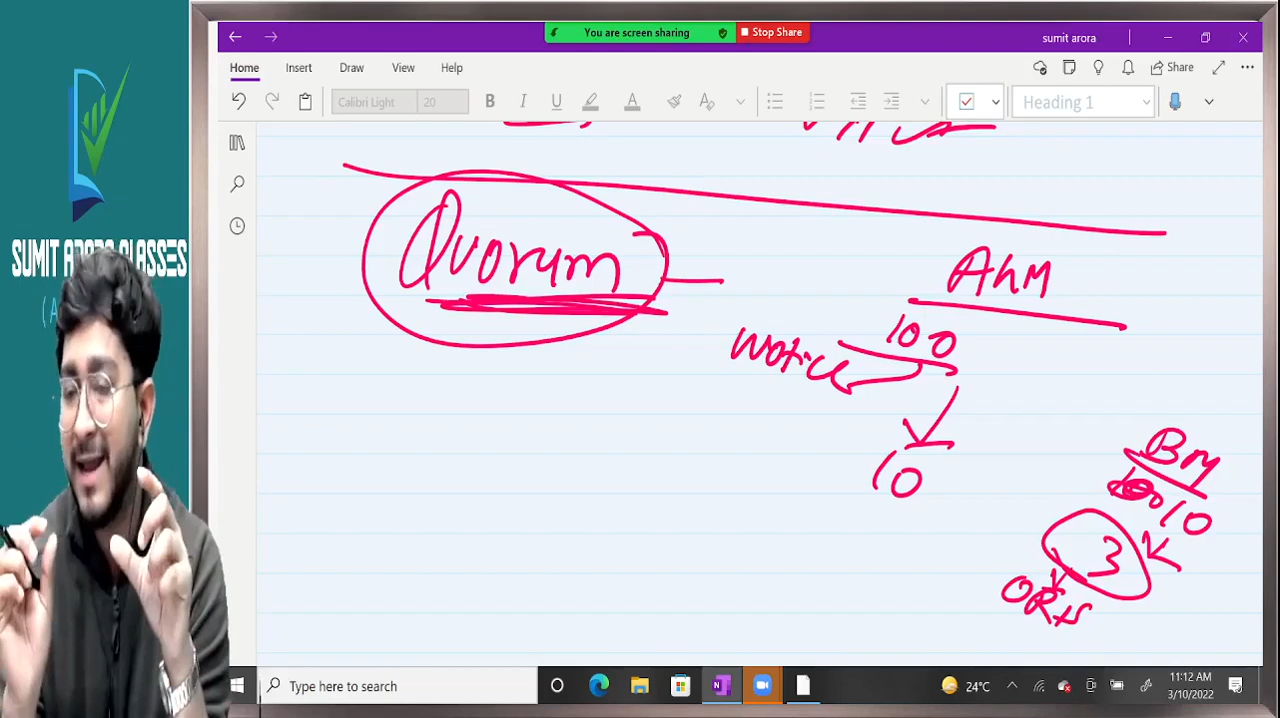 You are screen sharing
Stop Share
sumit arora
Home
Insert
Draw
View
Help
Share
Calibri Light
20
B
I
U
A
Heading 1
SUMIT ARORA CLASSES
Quorum
AGM
100
Notice
10
BM
10
3
Type here to search
24°C
11:12 AM
3/10/2022